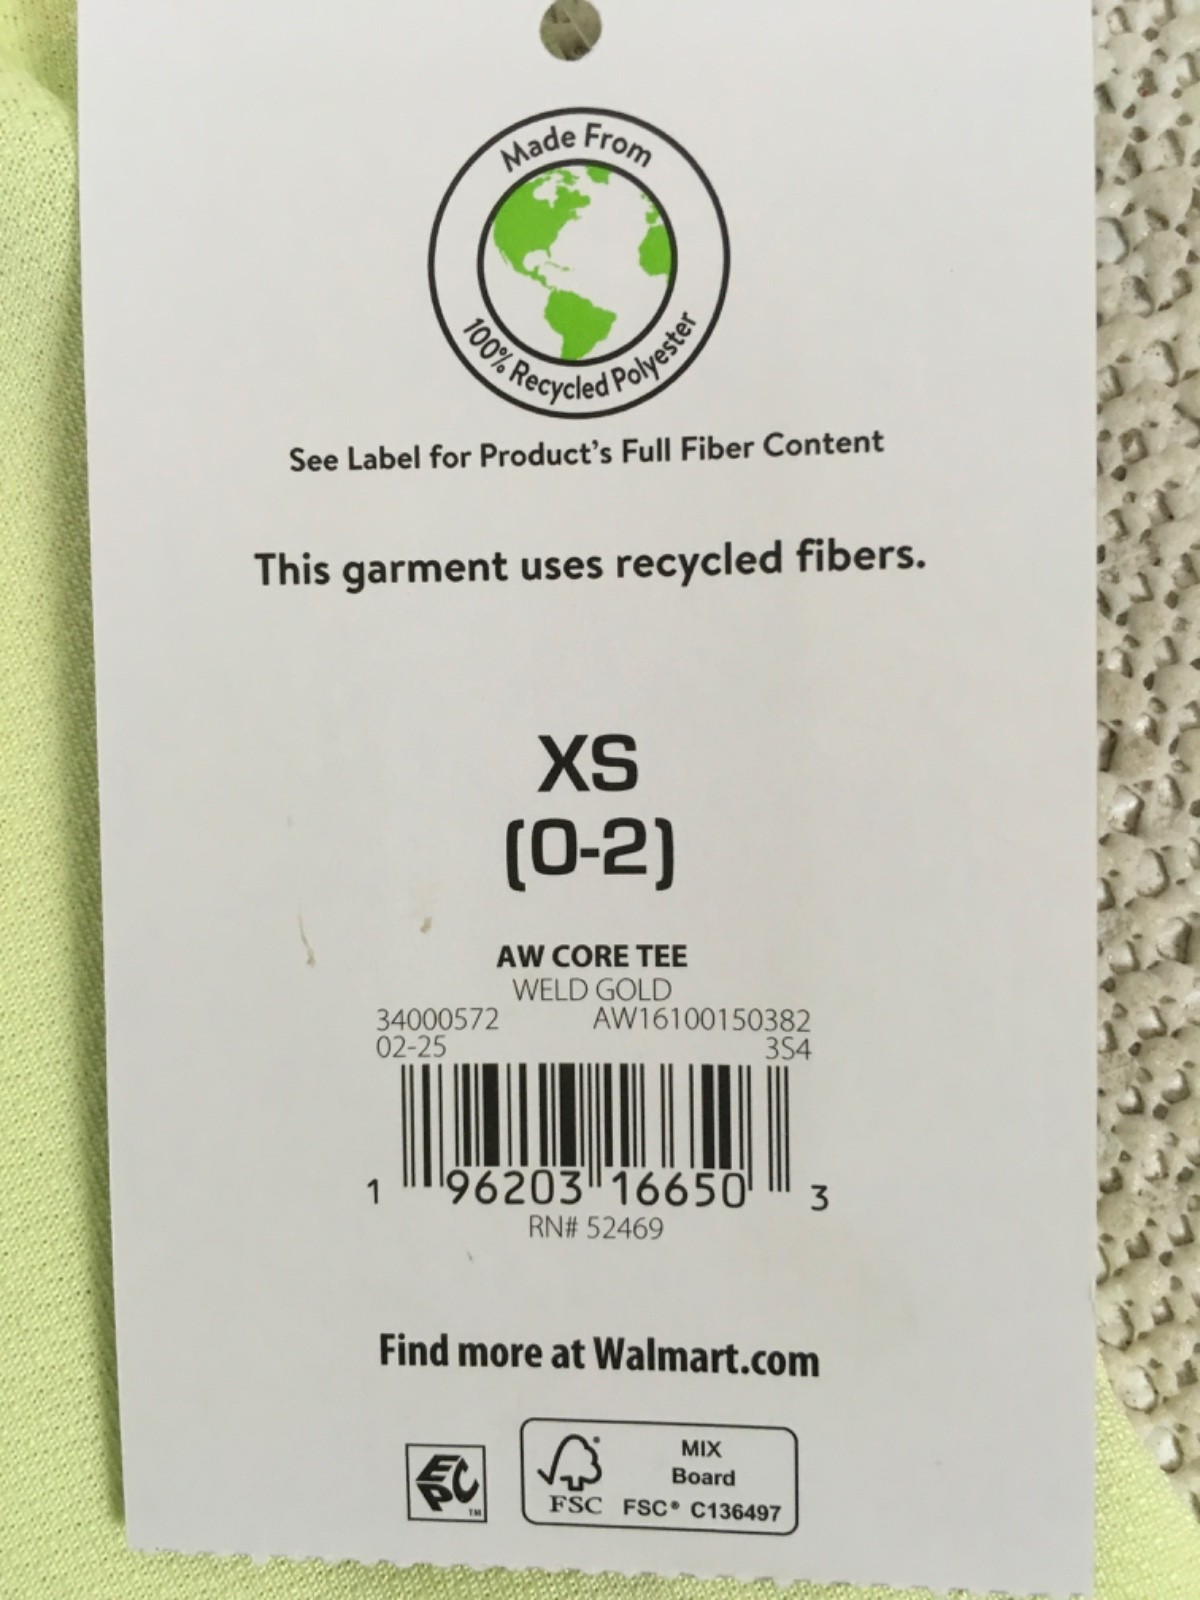 Made From
100% Recycled Polyester
See Label for Product's Full Fiber Content
This garment uses recycled fibers.
XS
(0-2)
AW CORE TEE
WELD GOLD
34000572 AW16100150382
02-25 3S4
1 96203 16650 3
RN# 52469
Find more at Walmart.com
EPC™
FSC
MIX
Board
FSC® C136497